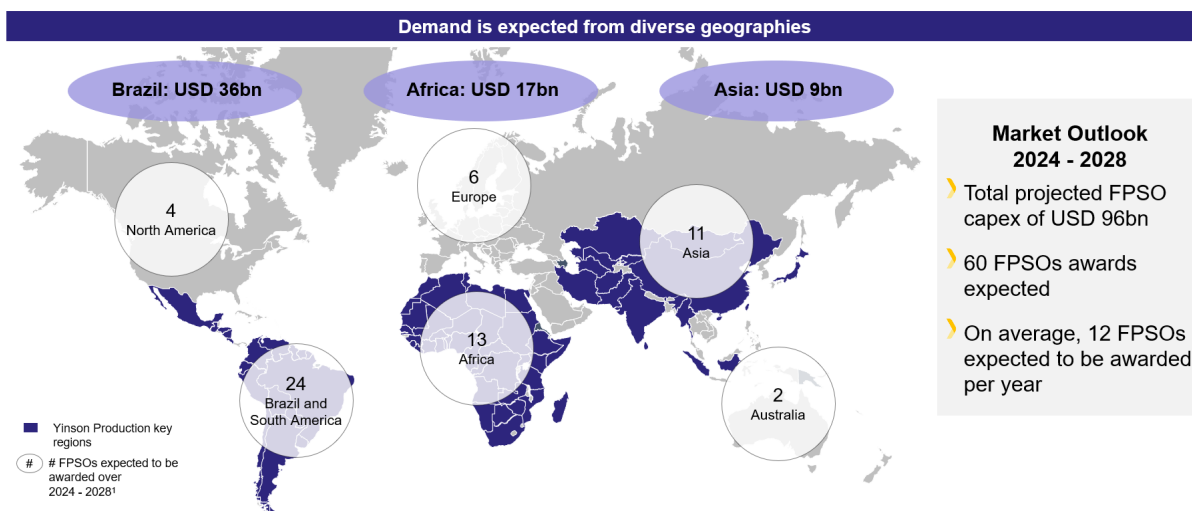 Demand is expected from diverse geographies
Brazil: USD 36bn
Africa: USD 17bn
Asia: USD 9bn
4
North America
6
Europe
11
Asia
13
Africa
24
Brazil and
South America
2
Australia
Yinson Production key
regions
#
# FPSOs expected to be
awarded over
2024 - 2028¹
Market Outlook
2024 - 2028
Total projected FPSO
capex of USD 96bn
60 FPSOs awards
expected
On average, 12 FPSOs
expected to be awarded
per year